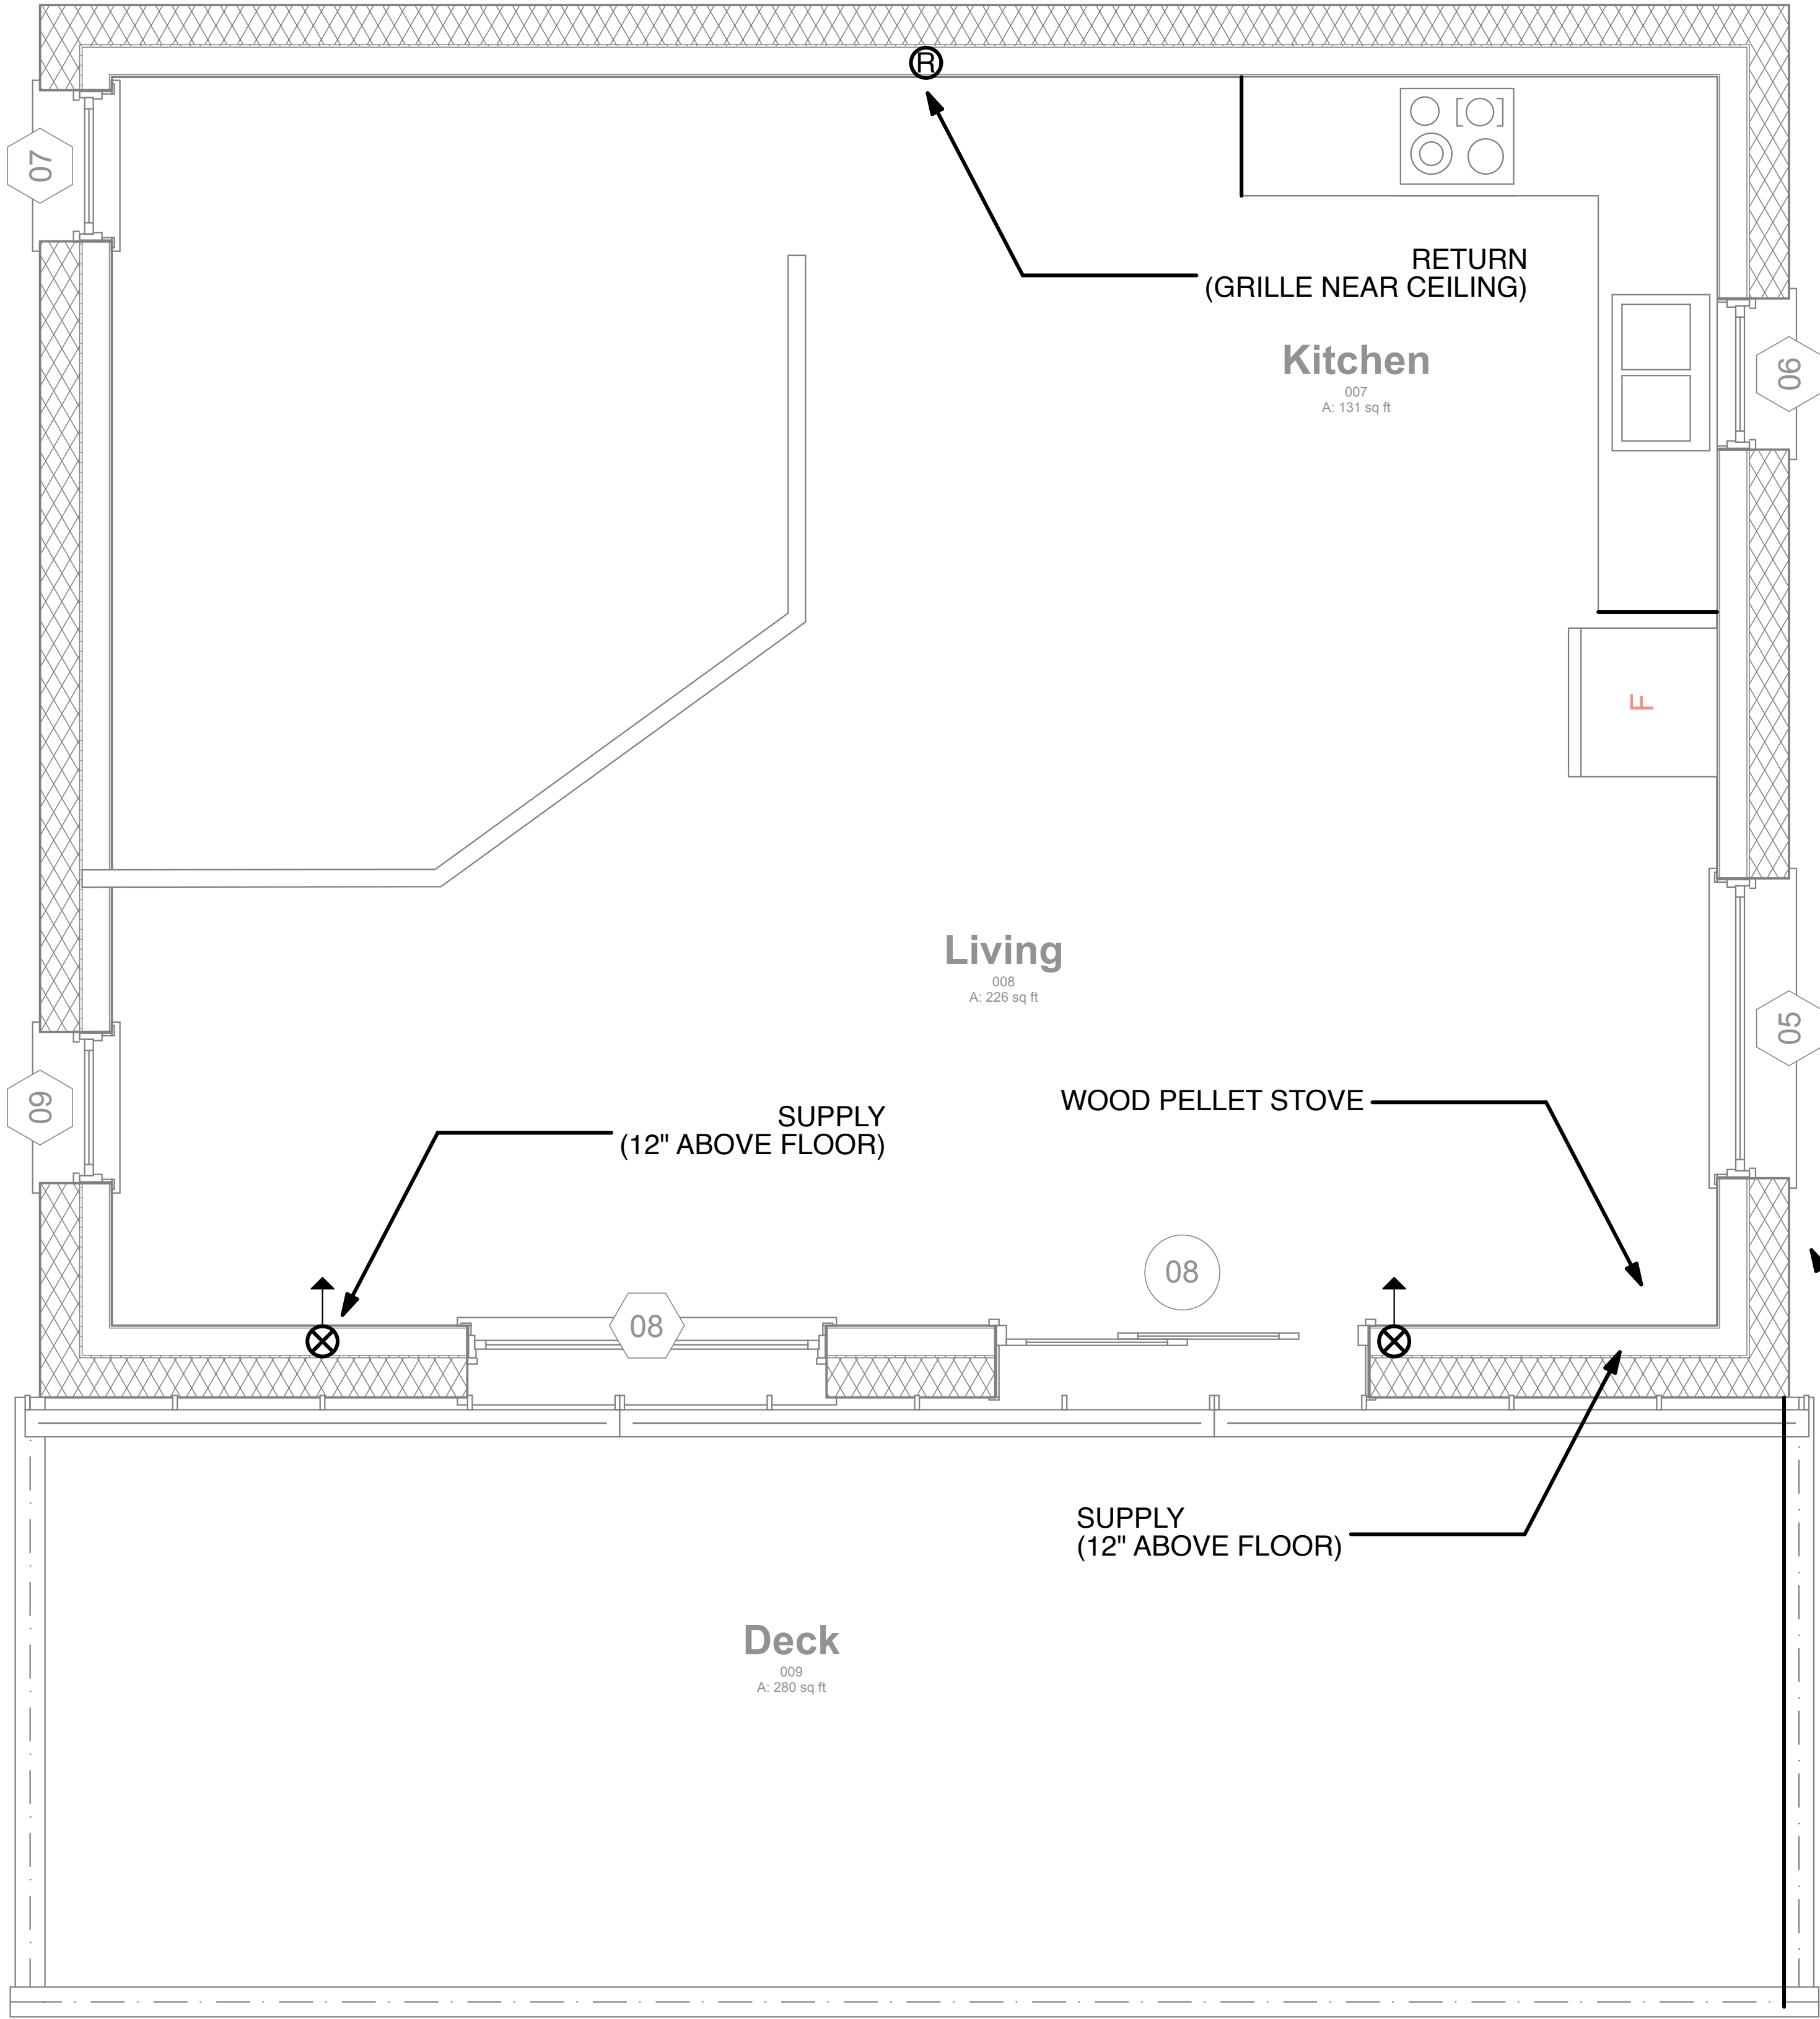 R
07
RETURN
(GRILLE NEAR CEILING)
Kitchen
007
A: 131 sq ft
06
F
Living
008
A: 226 sq ft
05
09
WOOD PELLET STOVE
SUPPLY
(12" ABOVE FLOOR)
08
08
SUPPLY
(12" ABOVE FLOOR)
Deck
009
A: 280 sq ft